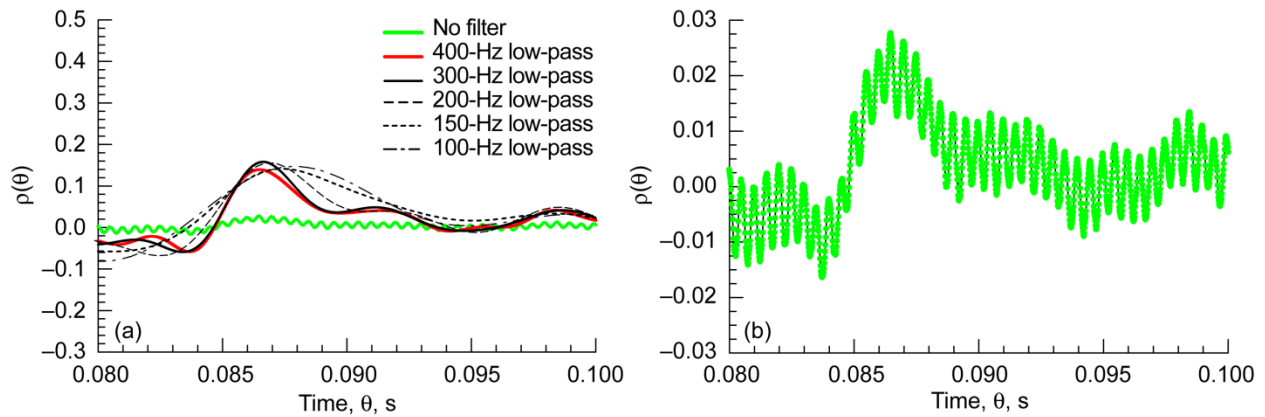 0.5
0.4
0.3
0.2
0.1
0.0
–0.1
–0.2
–0.3
ρ(θ)
No filter
400-Hz low-pass
300-Hz low-pass
200-Hz low-pass
150-Hz low-pass
100-Hz low-pass
(a)
0.080 0.085 0.090 0.095 0.100
Time, θ, s
0.03
0.02
0.01
0.00
–0.01
–0.02
–0.03
ρ(θ)
(b)
0.080 0.085 0.090 0.095 0.100
Time, θ, s